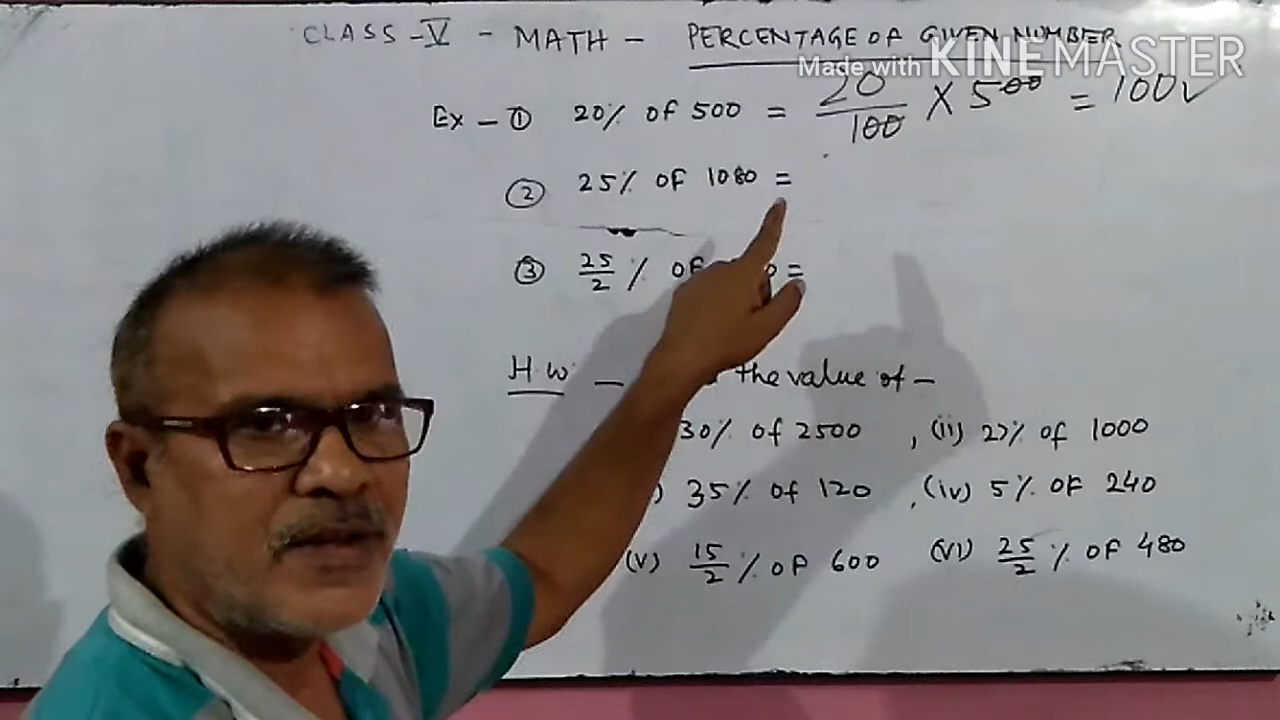 CLASS - V - MATH - PERCENTAGE OF GIVEN NUMBER.
Made with KINEMASTER
Ex - ① 20% OF 500 = 20/100 X 500 = 100✓
② 25% OF 1080 =
③ 25/2 % OF =
H.W. — the value of —
30% of 2500 , (ii) 27% of 1000
35% of 120 , (iv) 5% OF 240
(V) 15/2 % OF 600 (VI) 25/2 % OF 480